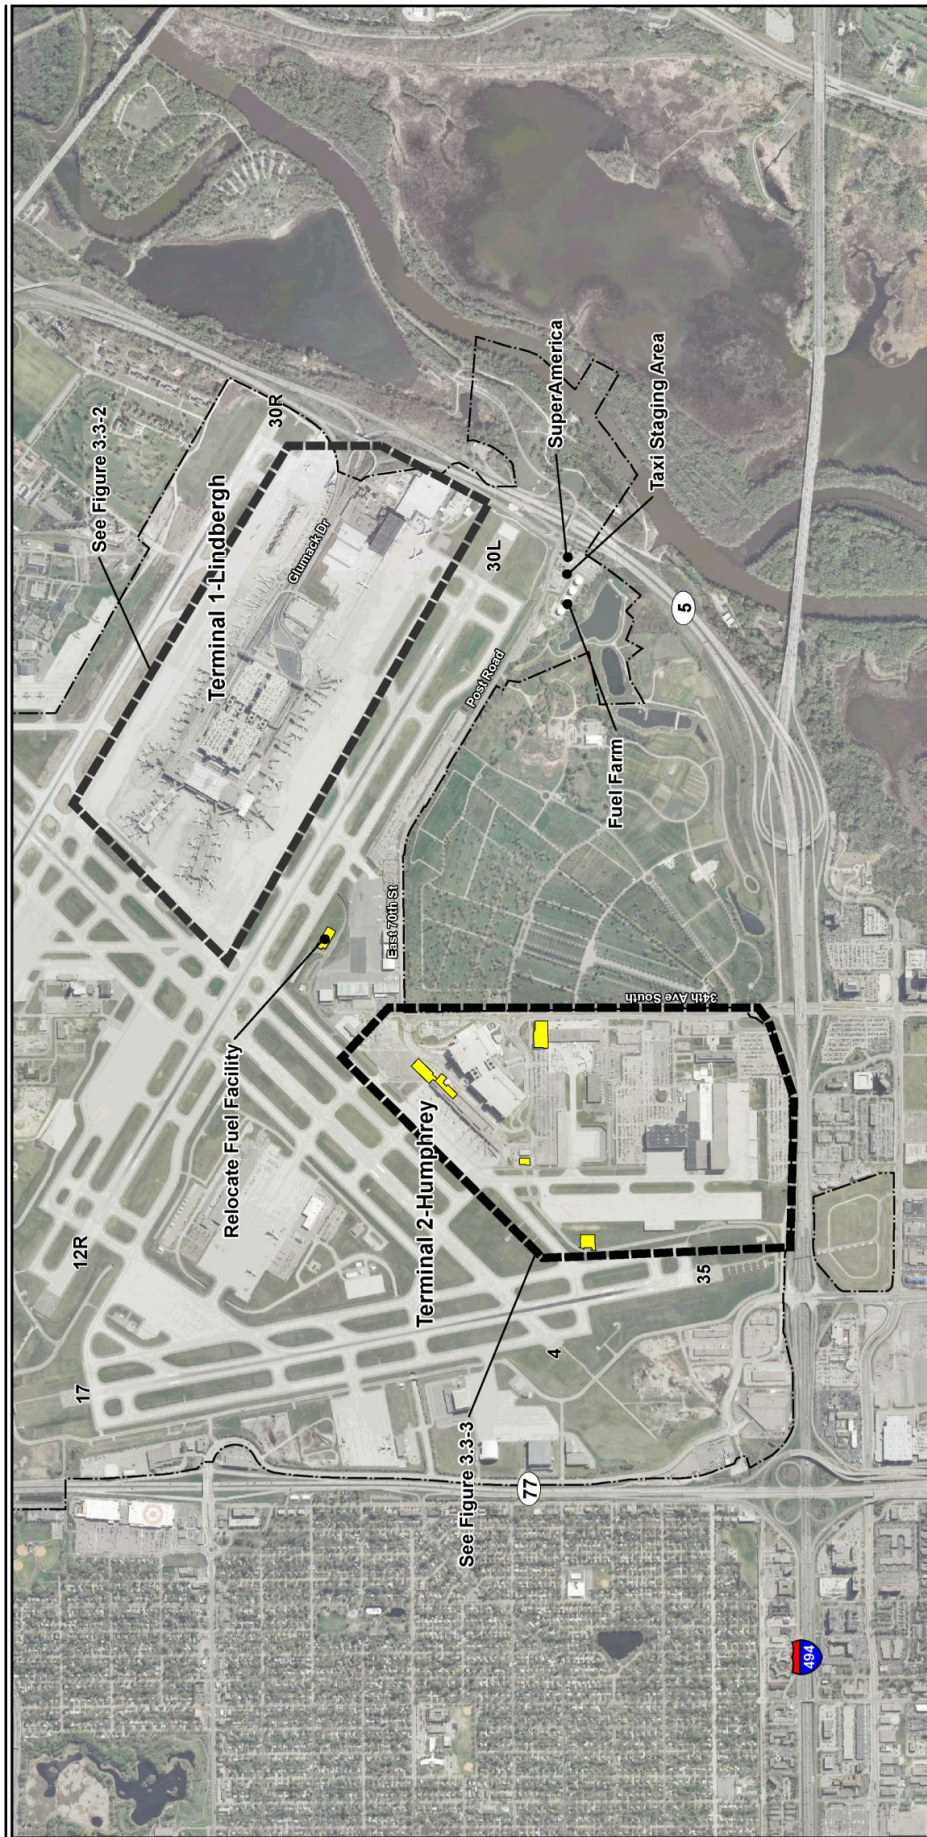 See Figure 3.3-2
30R
Terminal 1-Lindbergh
Glumack Dr
30L
SuperAmerica
Taxi Staging Area
Post Road
5
Fuel Farm
East 70th St
34th Ave South
Relocate Fuel Facility
Terminal 2-Humphrey
12R
17
35
4
See Figure 3.3-3
77
494